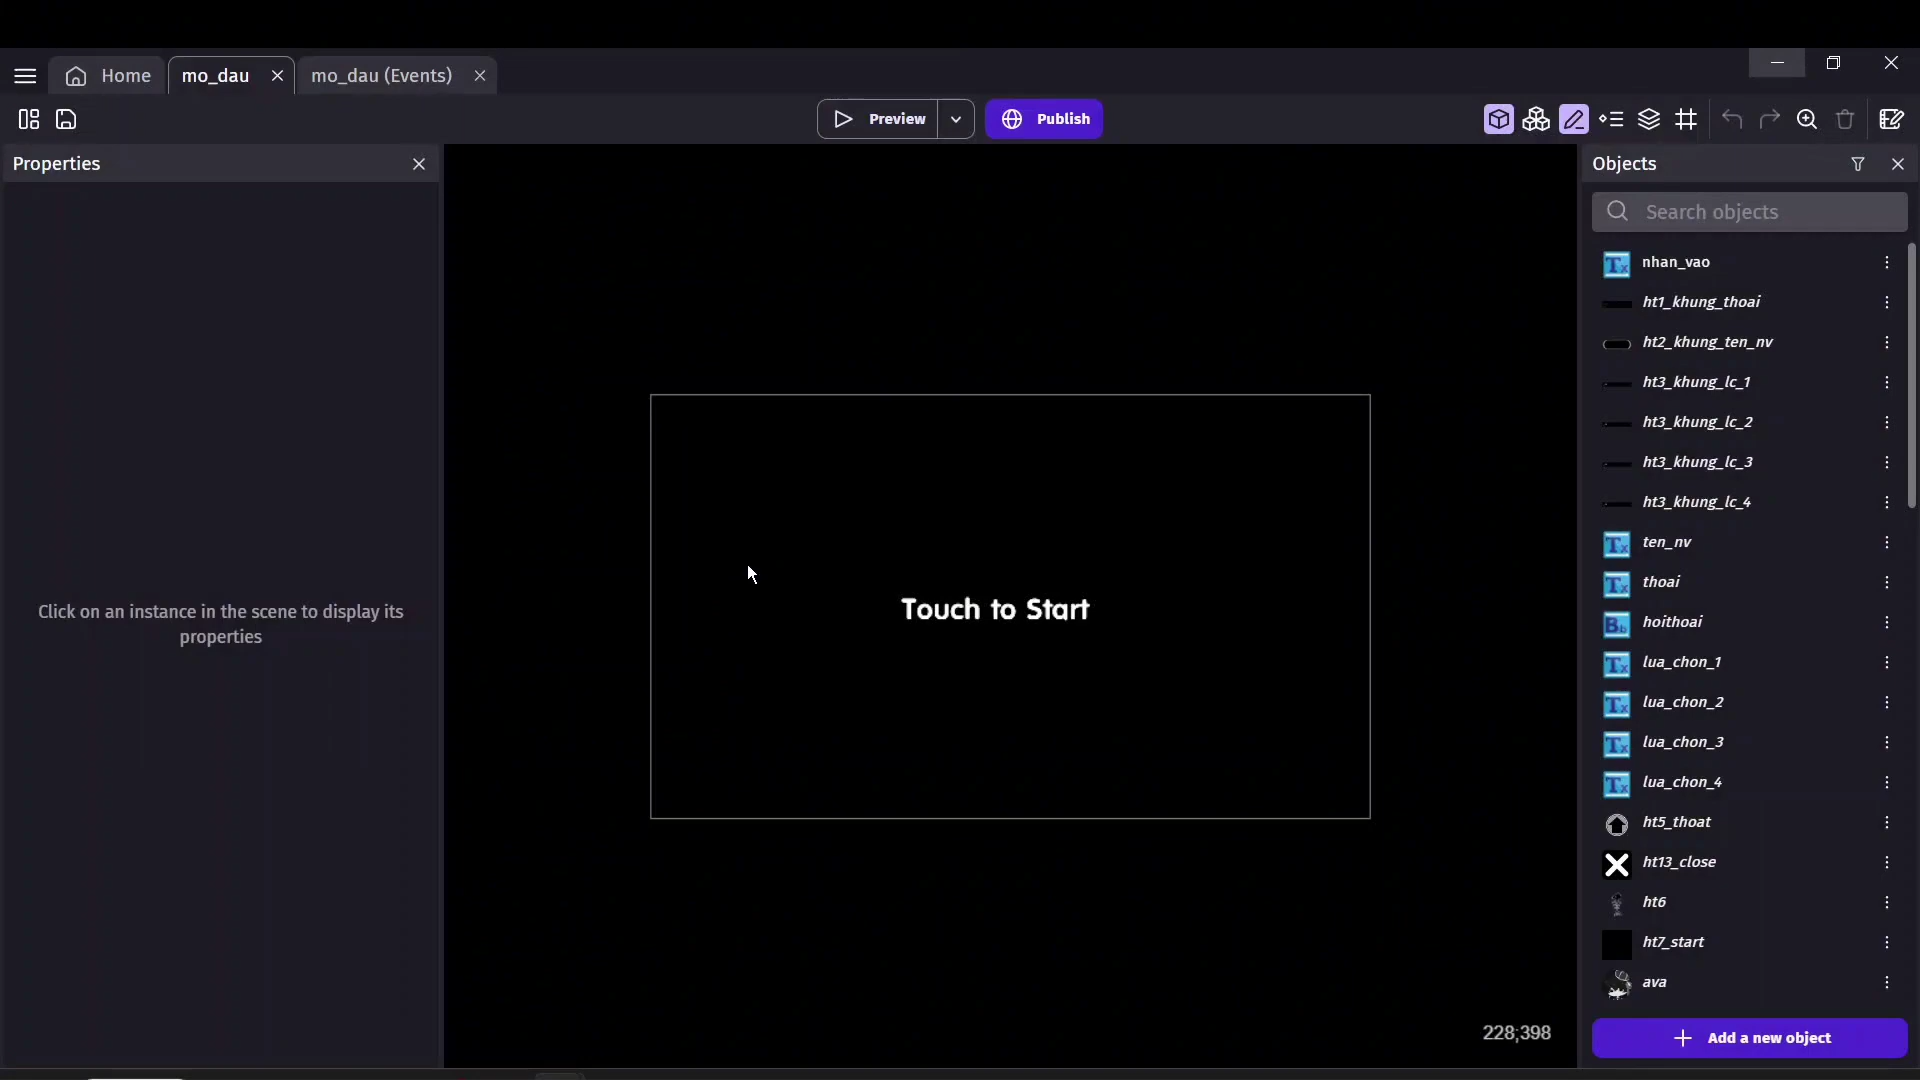 Home
mo_dau
mo_dau (Events)
Preview
Publish
Properties
Click on an instance in the scene to display its
properties
Touch to Start
228;398
Objects
Search objects
nhan_vao
ht1_khung_thoai
ht2_khung_ten_nv
ht3_khung_lc_1
ht3_khung_lc_2
ht3_khung_lc_3
ht3_khung_lc_4
ten_nv
thoai
hoithoai
lua_chon_1
lua_chon_2
lua_chon_3
lua_chon_4
ht5_thoat
ht13_close
ht6
ht7_start
ava
Add a new object